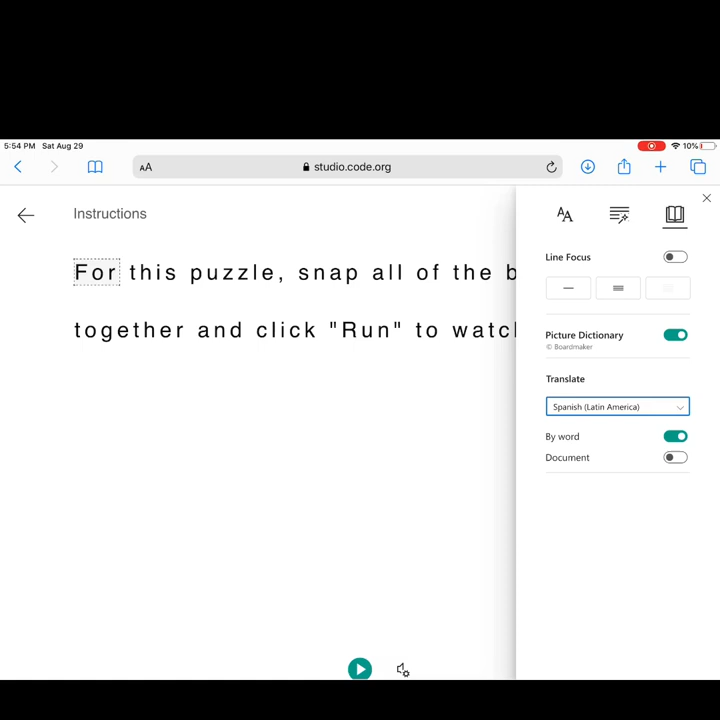 5:54 PM Sat Aug 29
10%
AA
studio.code.org
Instructions
For this puzzle, snap all of the b
together and click "Run" to watch
AA
Line Focus
Picture Dictionary
© Boardmaker
Translate
Spanish (Latin America)
By word
Document